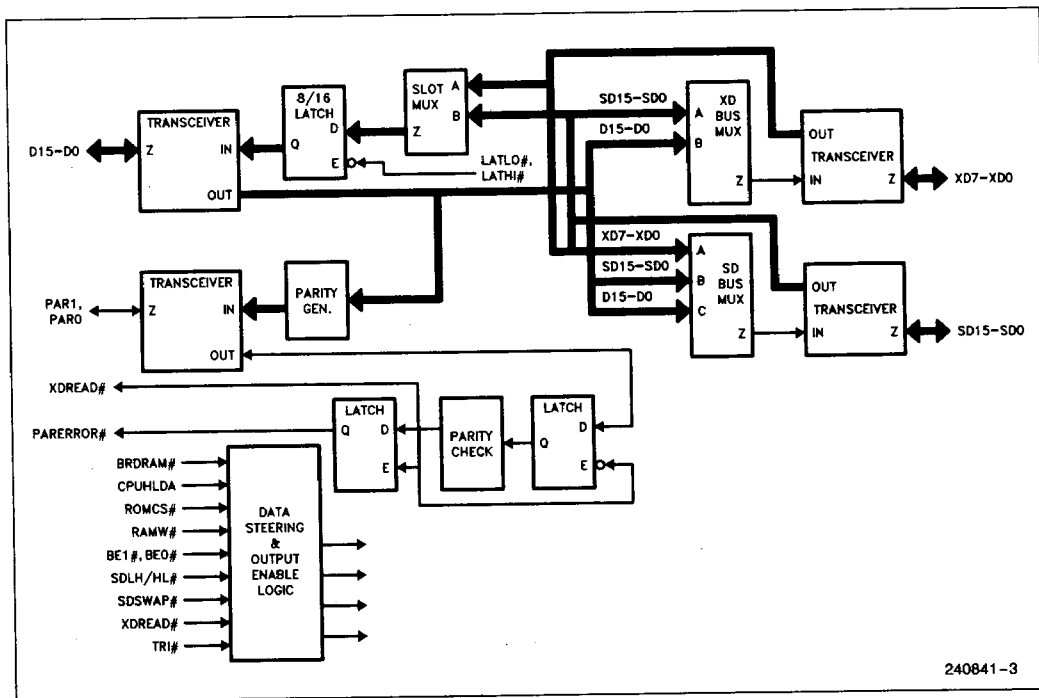 SLOT
MUX
A
B
Z
8/16
LATCH
D
Q
E
TRANSCEIVER
Z
IN
OUT
D15-D0
LATLO#,
LATHI#
SD15-SD0
D15-D0
XD
BUS
MUX
A
B
Z
OUT
TRANSCEIVER
IN
Z
XD7-XD0
XD7-XD0
SD15-SD0
D15-D0
A
B
C
SD
BUS
MUX
Z
OUT
TRANSCEIVER
IN
Z
SD15-SD0
PAR1,
PAR0
TRANSCEIVER
Z
IN
OUT
PARITY
GEN.
XDREAD#
PARERROR#
LATCH
Q
D
E
PARITY
CHECK
LATCH
Q
D
E
BRDRAM#
CPUHLDA
ROMCS#
RAMW#
BE1#,BE0#
SDLH/HL#
SDSWAP#
XDREAD#
TRI#
DATA
STEERING
&
OUTPUT
ENABLE
LOGIC
240841-3